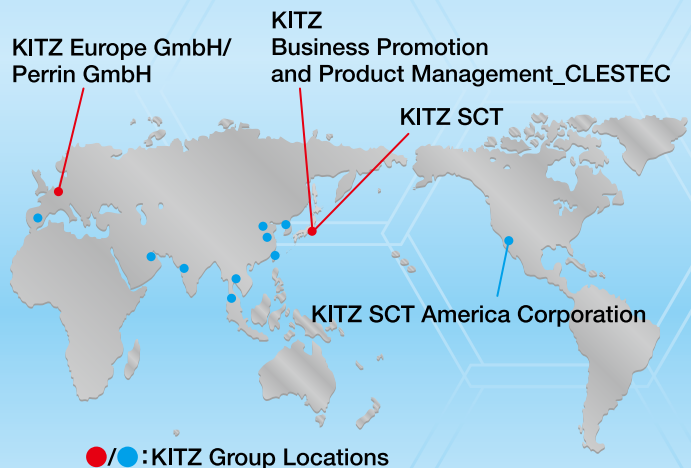 KITZ Europe GmbH/
Perrin GmbH
KITZ
Business Promotion
and Product Management_CLESTEC
KITZ SCT
KITZ SCT America Corporation
/ :KITZ Group Locations